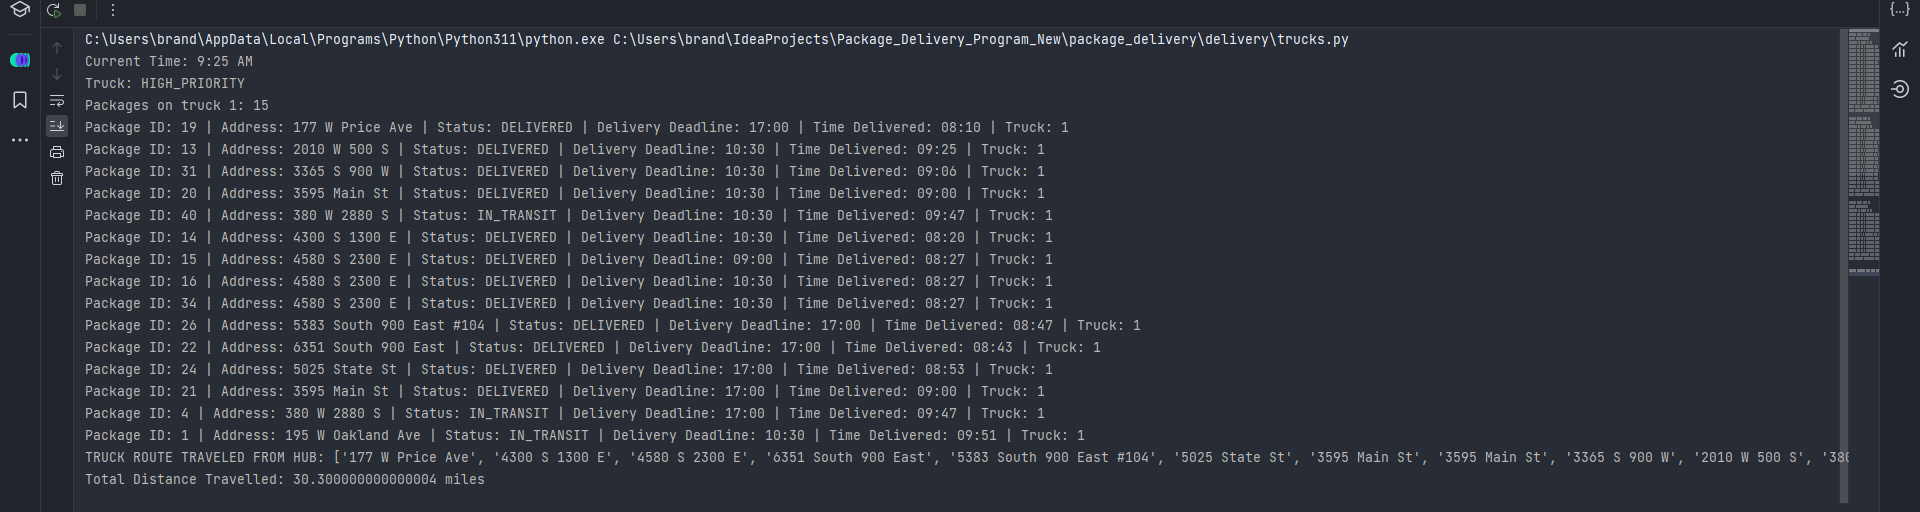 C:\Users\brand\AppData\Local\Programs\Python\Python311\python.exe C:\Users\brand\IdeaProjects\Package_Delivery_Program_New\package_delivery\delivery\trucks.py
Current Time: 9:25 AM
Truck: HIGH_PRIORITY
Packages on truck 1: 15
Package ID: 19 | Address: 177 W Price Ave | Status: DELIVERED | Delivery Deadline: 17:00 | Time Delivered: 08:10 | Truck: 1
Package ID: 13 | Address: 2010 W 500 S | Status: DELIVERED | Delivery Deadline: 10:30 | Time Delivered: 09:25 | Truck: 1
Package ID: 31 | Address: 3365 S 900 W | Status: DELIVERED | Delivery Deadline: 10:30 | Time Delivered: 09:06 | Truck: 1
Package ID: 20 | Address: 3595 Main St | Status: DELIVERED | Delivery Deadline: 10:30 | Time Delivered: 09:00 | Truck: 1
Package ID: 40 | Address: 380 W 2880 S | Status: IN_TRANSIT | Delivery Deadline: 10:30 | Time Delivered: 09:47 | Truck: 1
Package ID: 14 | Address: 4300 S 1300 E | Status: DELIVERED | Delivery Deadline: 10:30 | Time Delivered: 08:20 | Truck: 1
Package ID: 15 | Address: 4580 S 2300 E | Status: DELIVERED | Delivery Deadline: 09:00 | Time Delivered: 08:27 | Truck: 1
Package ID: 16 | Address: 4580 S 2300 E | Status: DELIVERED | Delivery Deadline: 10:30 | Time Delivered: 08:27 | Truck: 1
Package ID: 34 | Address: 4580 S 2300 E | Status: DELIVERED | Delivery Deadline: 10:30 | Time Delivered: 08:27 | Truck: 1
Package ID: 26 | Address: 5383 South 900 East #104 | Status: DELIVERED | Delivery Deadline: 17:00 | Time Delivered: 08:47 | Truck: 1
Package ID: 22 | Address: 6351 South 900 East | Status: DELIVERED | Delivery Deadline: 17:00 | Time Delivered: 08:43 | Truck: 1
Package ID: 24 | Address: 5025 State St | Status: DELIVERED | Delivery Deadline: 17:00 | Time Delivered: 08:53 | Truck: 1
Package ID: 21 | Address: 3595 Main St | Status: DELIVERED | Delivery Deadline: 17:00 | Time Delivered: 09:00 | Truck: 1
Package ID: 4 | Address: 380 W 2880 S | Status: IN_TRANSIT | Delivery Deadline: 17:00 | Time Delivered: 09:47 | Truck: 1
Package ID: 1 | Address: 195 W Oakland Ave | Status: IN_TRANSIT | Delivery Deadline: 10:30 | Time Delivered: 09:51 | Truck: 1
TRUCK ROUTE TRAVELED FROM HUB: ['177 W Price Ave', '4300 S 1300 E', '4580 S 2300 E', '6351 South 900 East', '5383 South 900 East #104', '5025 State St', '3595 Main St', '3595 Main St', '3365 S 900 W', '2010 W 500 S', '380
Total Distance Travelled: 30.300000000000004 miles